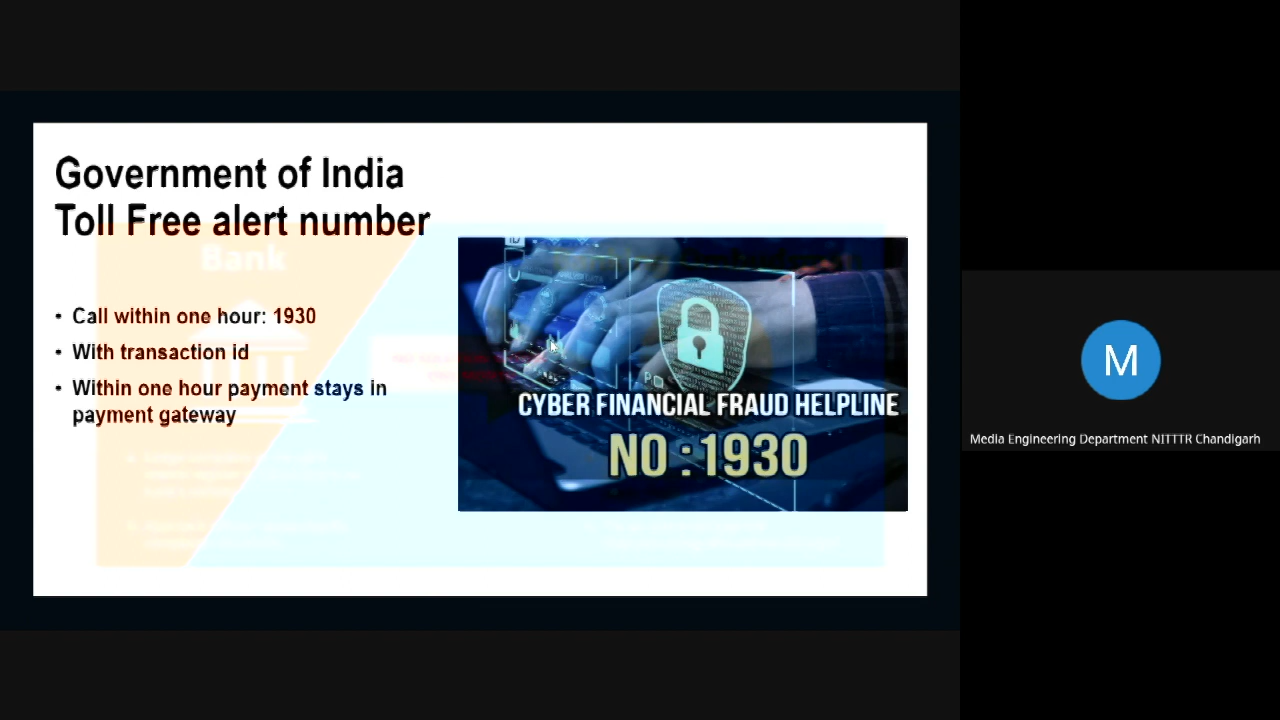 Government of India
Toll Free alert number
Bank
• Call within one hour: 1930
• With transaction id
• Within one hour payment stays in
payment gateway
CYBER FINANCIAL FRAUD HELPLINE
NO :1930
M
Media Engineering Department NITTTR Chandigarh